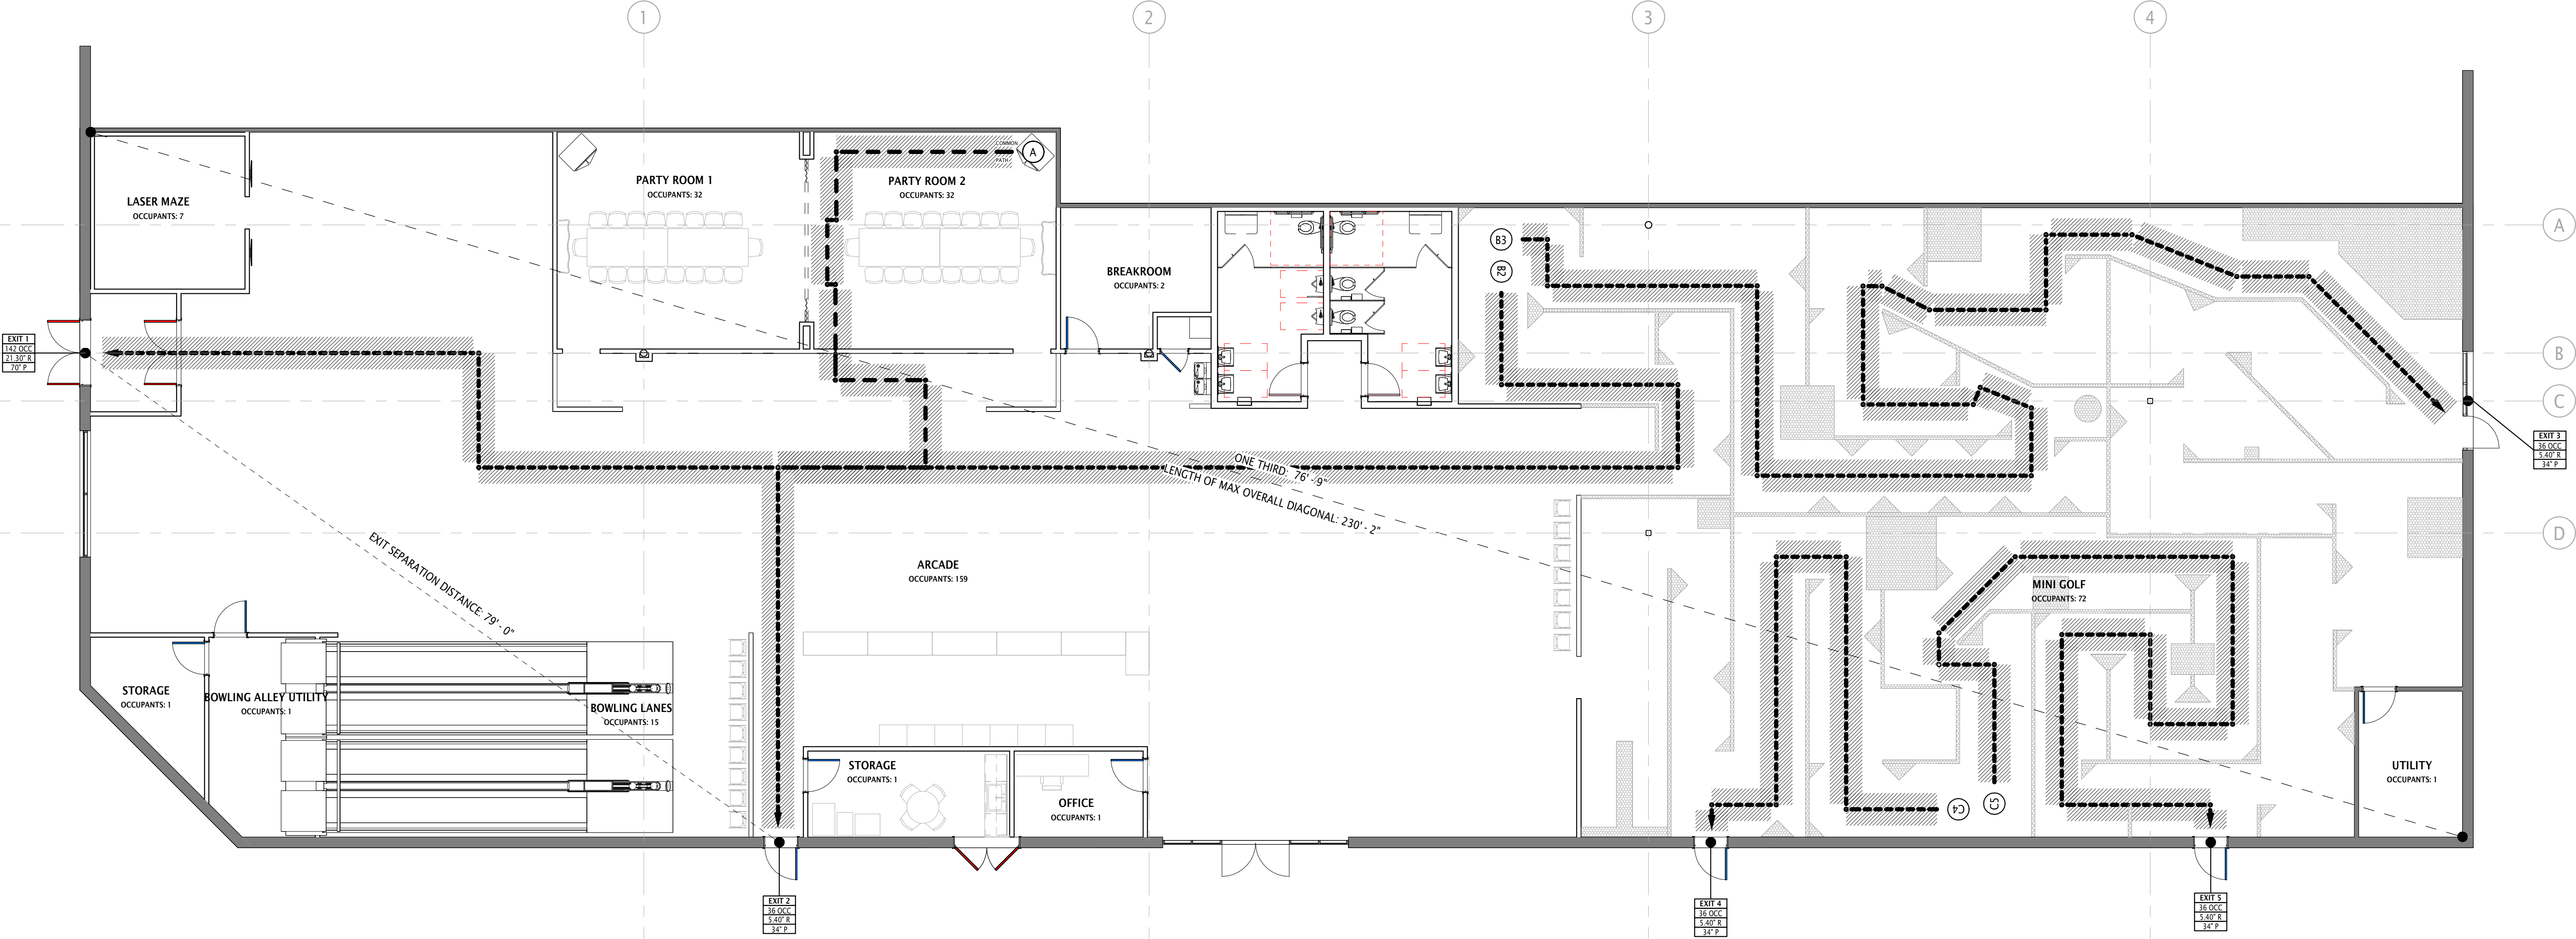 1
2
3
4
COMMON
PATH
A
LASER MAZE
OCCUPANTS: 7
PARTY ROOM 1
OCCUPANTS: 32
PARTY ROOM 2
OCCUPANTS: 32
A
B3
B2
BREAKROOM
OCCUPANTS: 2
EXIT 1
142 OCC
21.30" R
70" P
B
C
EXIT 3
36 OCC
5.40" R
34" P
ONE THIRD: 76' - 9"
LENGTH OF MAX OVERALL DIAGONAL: 230' - 2"
D
EXIT SEPARATION DISTANCE: 79' - 0"
ARCADE
OCCUPANTS: 159
MINI GOLF
OCCUPANTS: 72
STORAGE
OCCUPANTS: 1
BOWLING ALLEY UTILITY
OCCUPANTS: 1
BOWLING LANES
OCCUPANTS: 15
STORAGE
OCCUPANTS: 1
OFFICE
OCCUPANTS: 1
C4
C5
UTILITY
OCCUPANTS: 1
EXIT 2
36 OCC
5.40" R
34" P
EXIT 4
36 OCC
5.40" R
34" P
EXIT 5
36 OCC
5.40" R
34" P